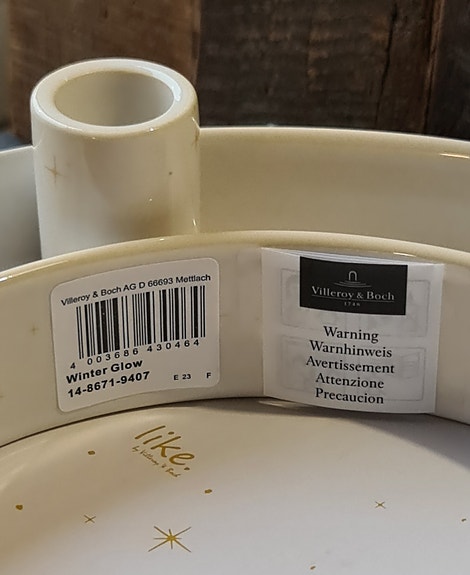 Villeroy & Boch AG D 66693 Mettlach
4 003686 430464
Winter Glow
14-8671-9407 E 23 F
Villeroy & Boch
1748
Warning
Warnhinweis
Avertissement
Attenzione
Precaucion
like.
by Villeroy & Boch